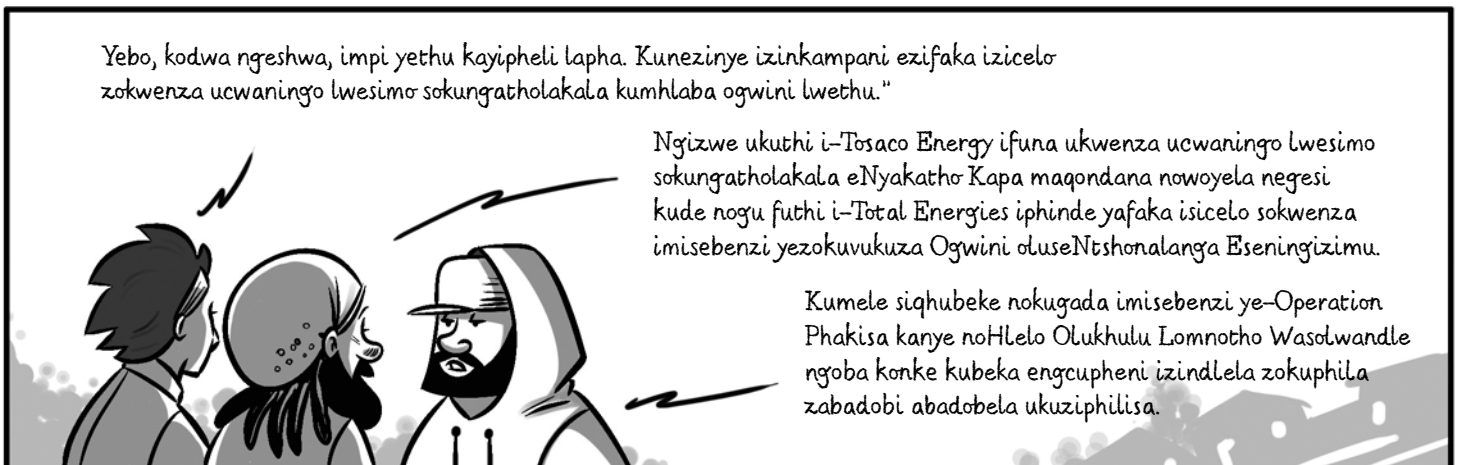 Yebo, kodwa ngeshwa, impi yethu kayipheli lapha. Kunezinye izinkampani ezifaka izicelo
zokwenza ucwaningo lwesimo sokungatholakala kumhlaba ogwini lwethu."
Ngizwe ukuthi i-Tosaco Energy ifuna ukwenza ucwaningo lwesimo
sokungatholakala eNyakatho Kapa maqondana nowoyela negesi
kude nogu futhi i-Total Energies iphinde yafaka isicelo sokwenza
imisebenzi yezokuvukuza Ogwini oluseNtshonalanga Eseningizimu.
Kumele siqhubeke nokugada imisebenzi ye-Operation
Phakisa kanye noHlelo Olukhulu Lomnotho Wasolwandle
ngoba konke kubeka engcupheni izindlela zokuphila
zabadobi abadobela ukuziphilisa.